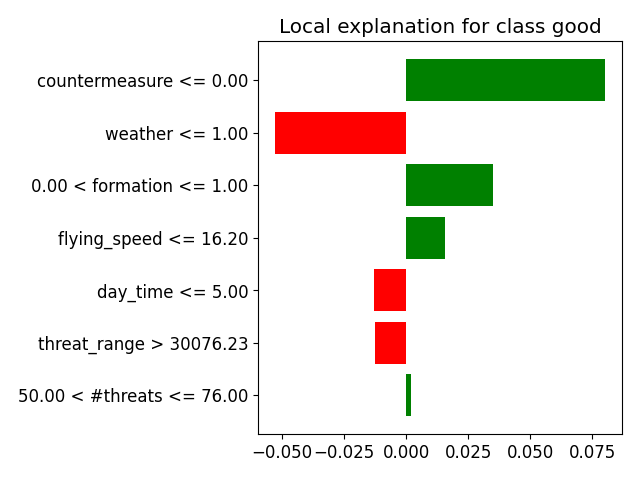 Local explanation for class good
countermeasure <= 0.00
weather <= 1.00
0.00 < formation <= 1.00
flying_speed <= 16.20
day_time <= 5.00
threat_range > 30076.23
50.00 < #threats <= 76.00
−0.050 −0.025 0.000 0.025 0.050 0.075